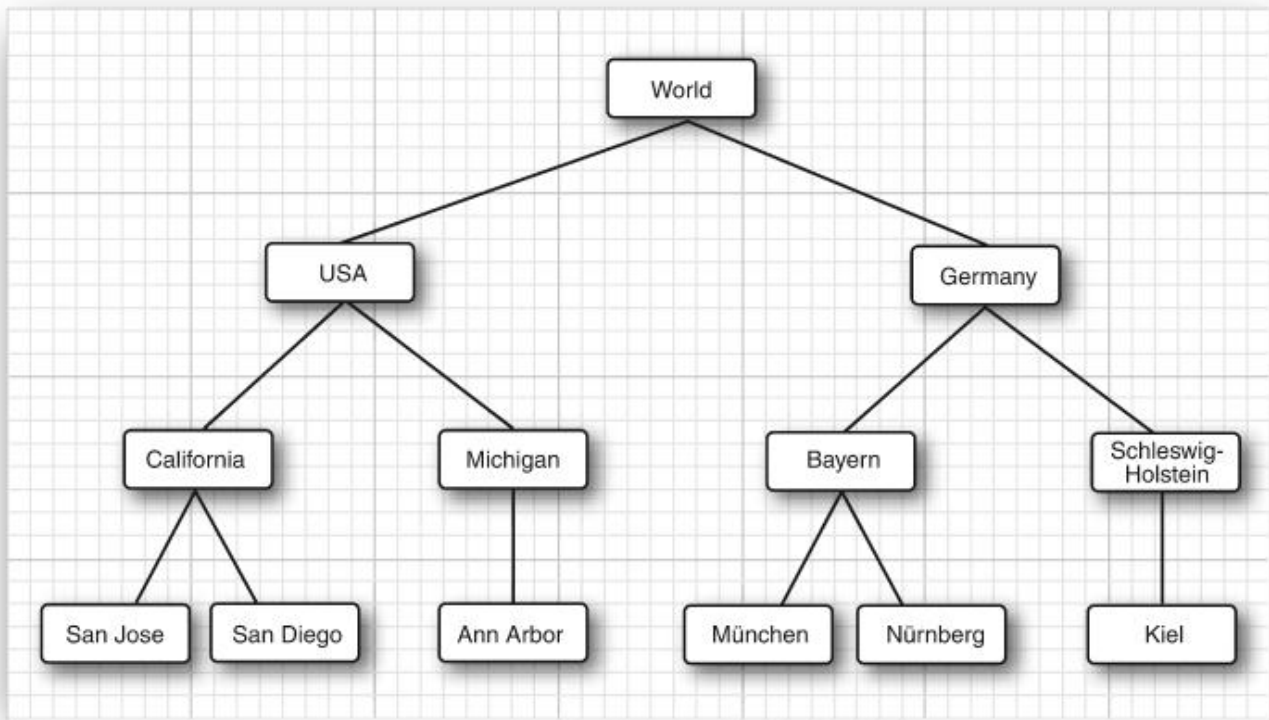 World
USA
Germany
California
Michigan
Bayern
Schleswig-
Holstein
San Jose
San Diego
Ann Arbor
München
Nürnberg
Kiel